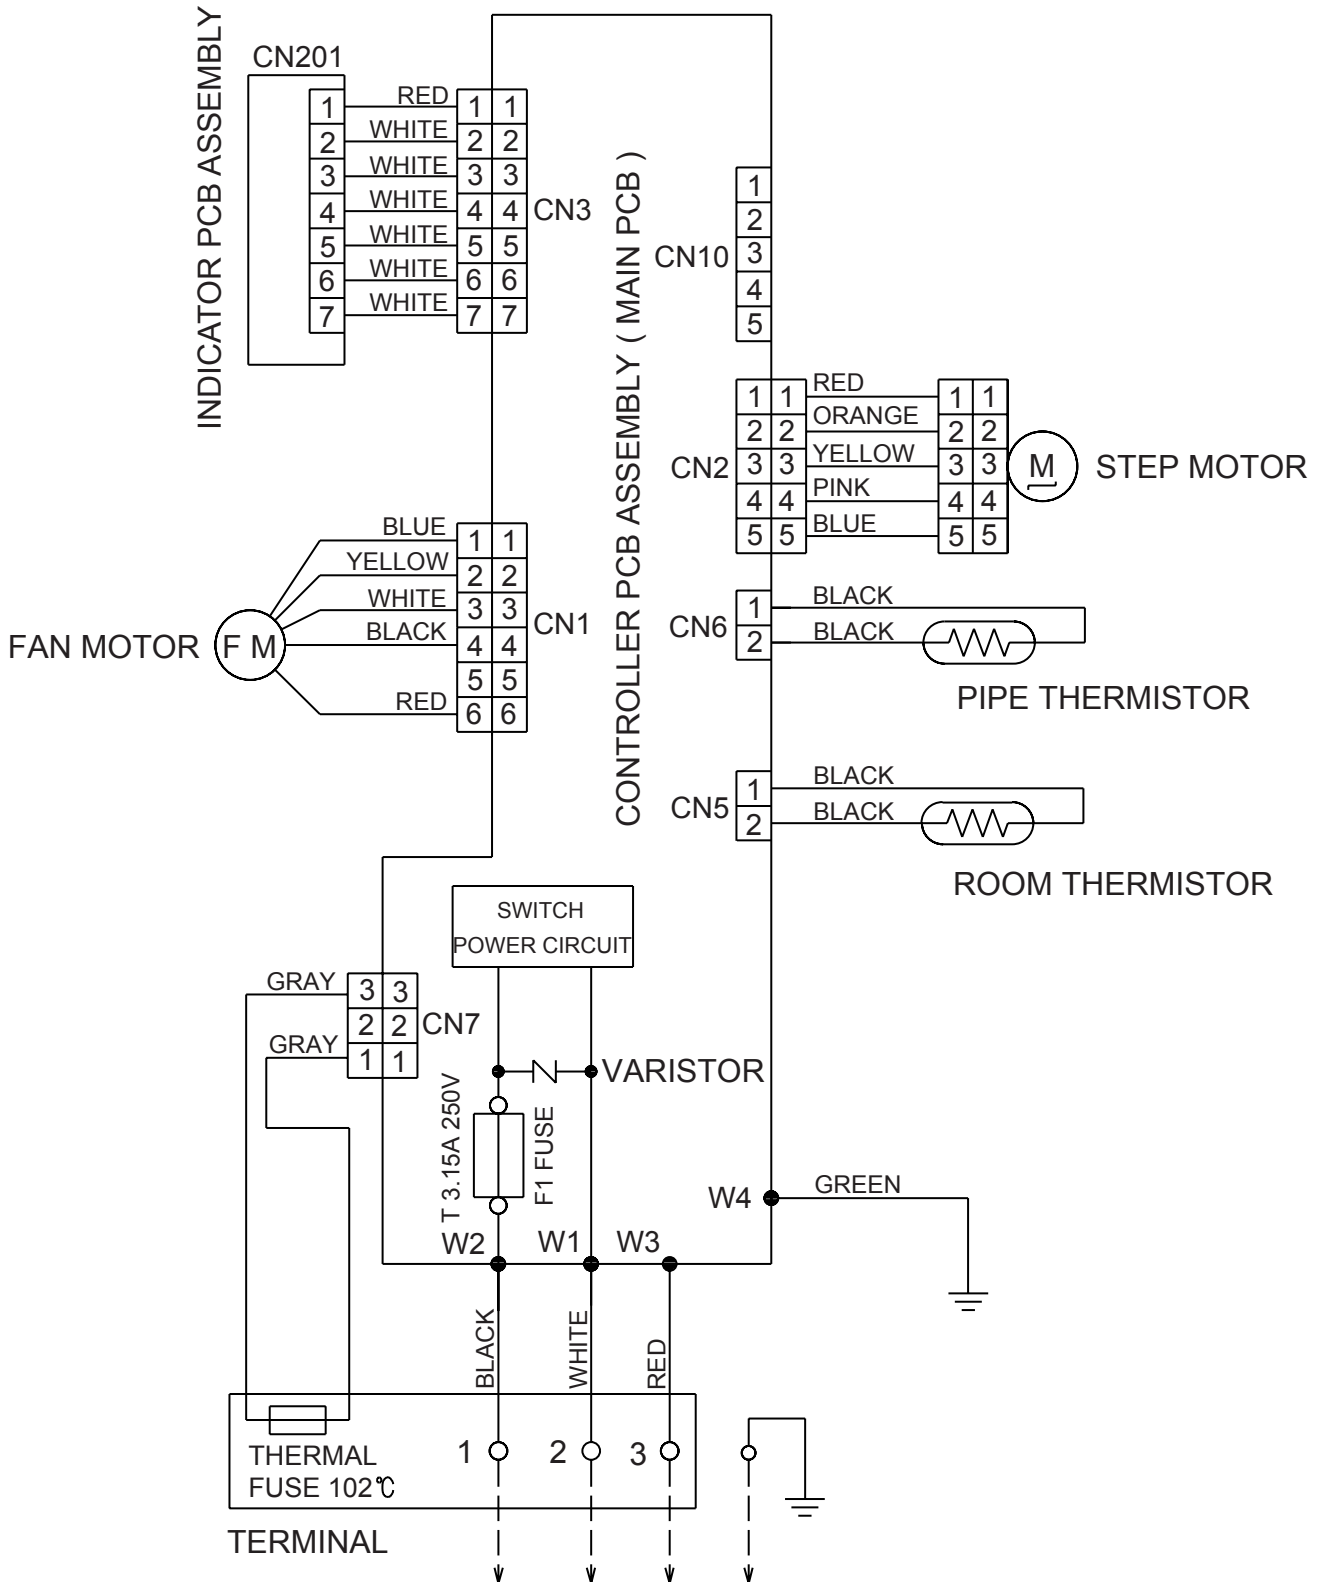 INDICATOR PCB ASSEMBLY
CN201
1 RED 1 1
2 WHITE 2 2
3 WHITE 3 3
4 WHITE 4 4
5 WHITE 5 5
6 WHITE 6 6
7 WHITE 7 7
CN3
CONTROLLER PCB ASSEMBLY ( MAIN PCB )
CN10
1
2
3
4
5
CN2
1 1 RED 1 1
2 2 ORANGE 2 2
3 3 YELLOW 3 3
4 4 PINK 4 4
5 5 BLUE 5 5
M
STEP MOTOR
FAN MOTOR
F M
BLUE 1 1
YELLOW 2 2
WHITE 3 3
BLACK 4 4
5 5
RED 6 6
CN1
CN6
1 BLACK
2 BLACK
PIPE THERMISTOR
CN5
1 BLACK
2 BLACK
ROOM THERMISTOR
SWITCH
POWER CIRCUIT
GRAY 3 3
2 2
GRAY 1 1
CN7
VARISTOR
T 3.15A 250V
F1 FUSE
W4
GREEN
W2
W1
W3
BLACK
WHITE
RED
1
2
3
THERMAL
FUSE 102℃
TERMINAL